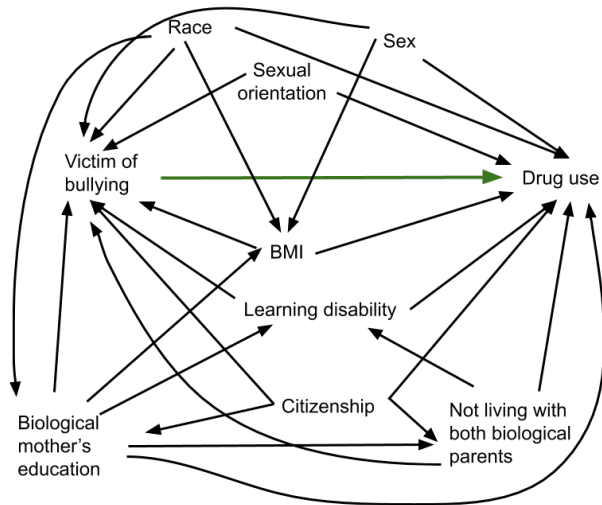 Race
Sex
Sexual
orientation
Victim of
bullying
Drug use
BMI
Learning disability
Citizenship
Biological
mother's
education
Not living with
both biological
parents